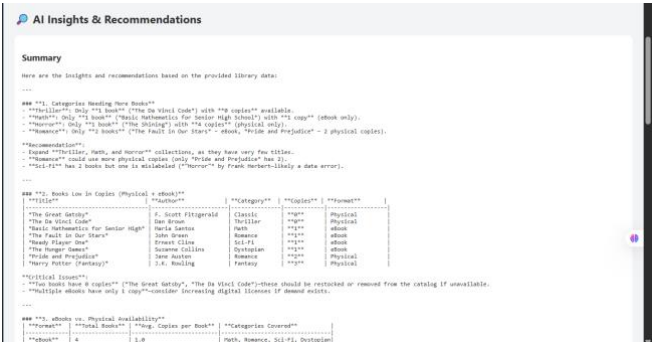 🔎 AI Insights & Recommendations
Summary
Here are the insights and recommendations based on the provided library data:
---
### **1. Categories Needing More Books**
- **Thriller**: Only **1 book** ("The Da Vinci Code") with **0 copies** available.
- **Math**: Only **1 book** ("Basic Mathematics for Senior High School") with **1 copy** (eBook only).
- **Horror**: Only **1 book** ("The Shining") with **4 copies** (physical only).
- **Romance**: Only **2 books** ("The Fault in Our Stars" – eBook, "Pride and Prejudice" – 2 physical copies).
**Recommendation**:
- Expand **Thriller, Math, and Horror** collections, as they have very few titles.
- **Romance** could use more physical copies (only "Pride and Prejudice" has 2).
- **Sci-Fi** has 2 books but one is mislabeled (*"Horror"* by Frank Herbert—likely a data error).
---
### **2. Books Low in Copies (Physical + eBook)**
| **Title** | **Author** | **Category** | **Copies** | **Format** |
| "The Great Gatsby" | F. Scott Fitzgerald | Classic | **0** | Physical
| "The Da Vinci Code" | Dan Brown | Thriller | **0** | Physical
| "Basic Mathematics for Senior High" | Maria Santos | Math | **1** | eBook
| "The Fault in Our Stars" | John Green | Romance | **1** | eBook
| "Ready Player One" | Ernest Cline | Sci-Fi | **1** | eBook
| "The Hunger Games" | Suzanne Collins | Dystopian | **1** | eBook
| "Pride and Prejudice" | Jane Austen | Romance | **2** | Physical
| "Harry Potter (Fantasy)" | J.K. Rowling | Fantasy | **3** | Physical
**Critical Issues**:
- **Two books have 0 copies** ("The Great Gatsby", "The Da Vinci Code")—these should be restocked or removed from the catalog if unavailable.
- **Multiple eBooks have only 1 copy**—consider increasing digital licenses if demand exists.
---
### **3. eBooks vs. Physical Availability**
| **Format** | **Total Books** | **Avg. Copies per Book** | **Categories Covered** |
| **eBook** | 4 | 1.0 | Math, Romance, Sci-Fi, Dystopian|